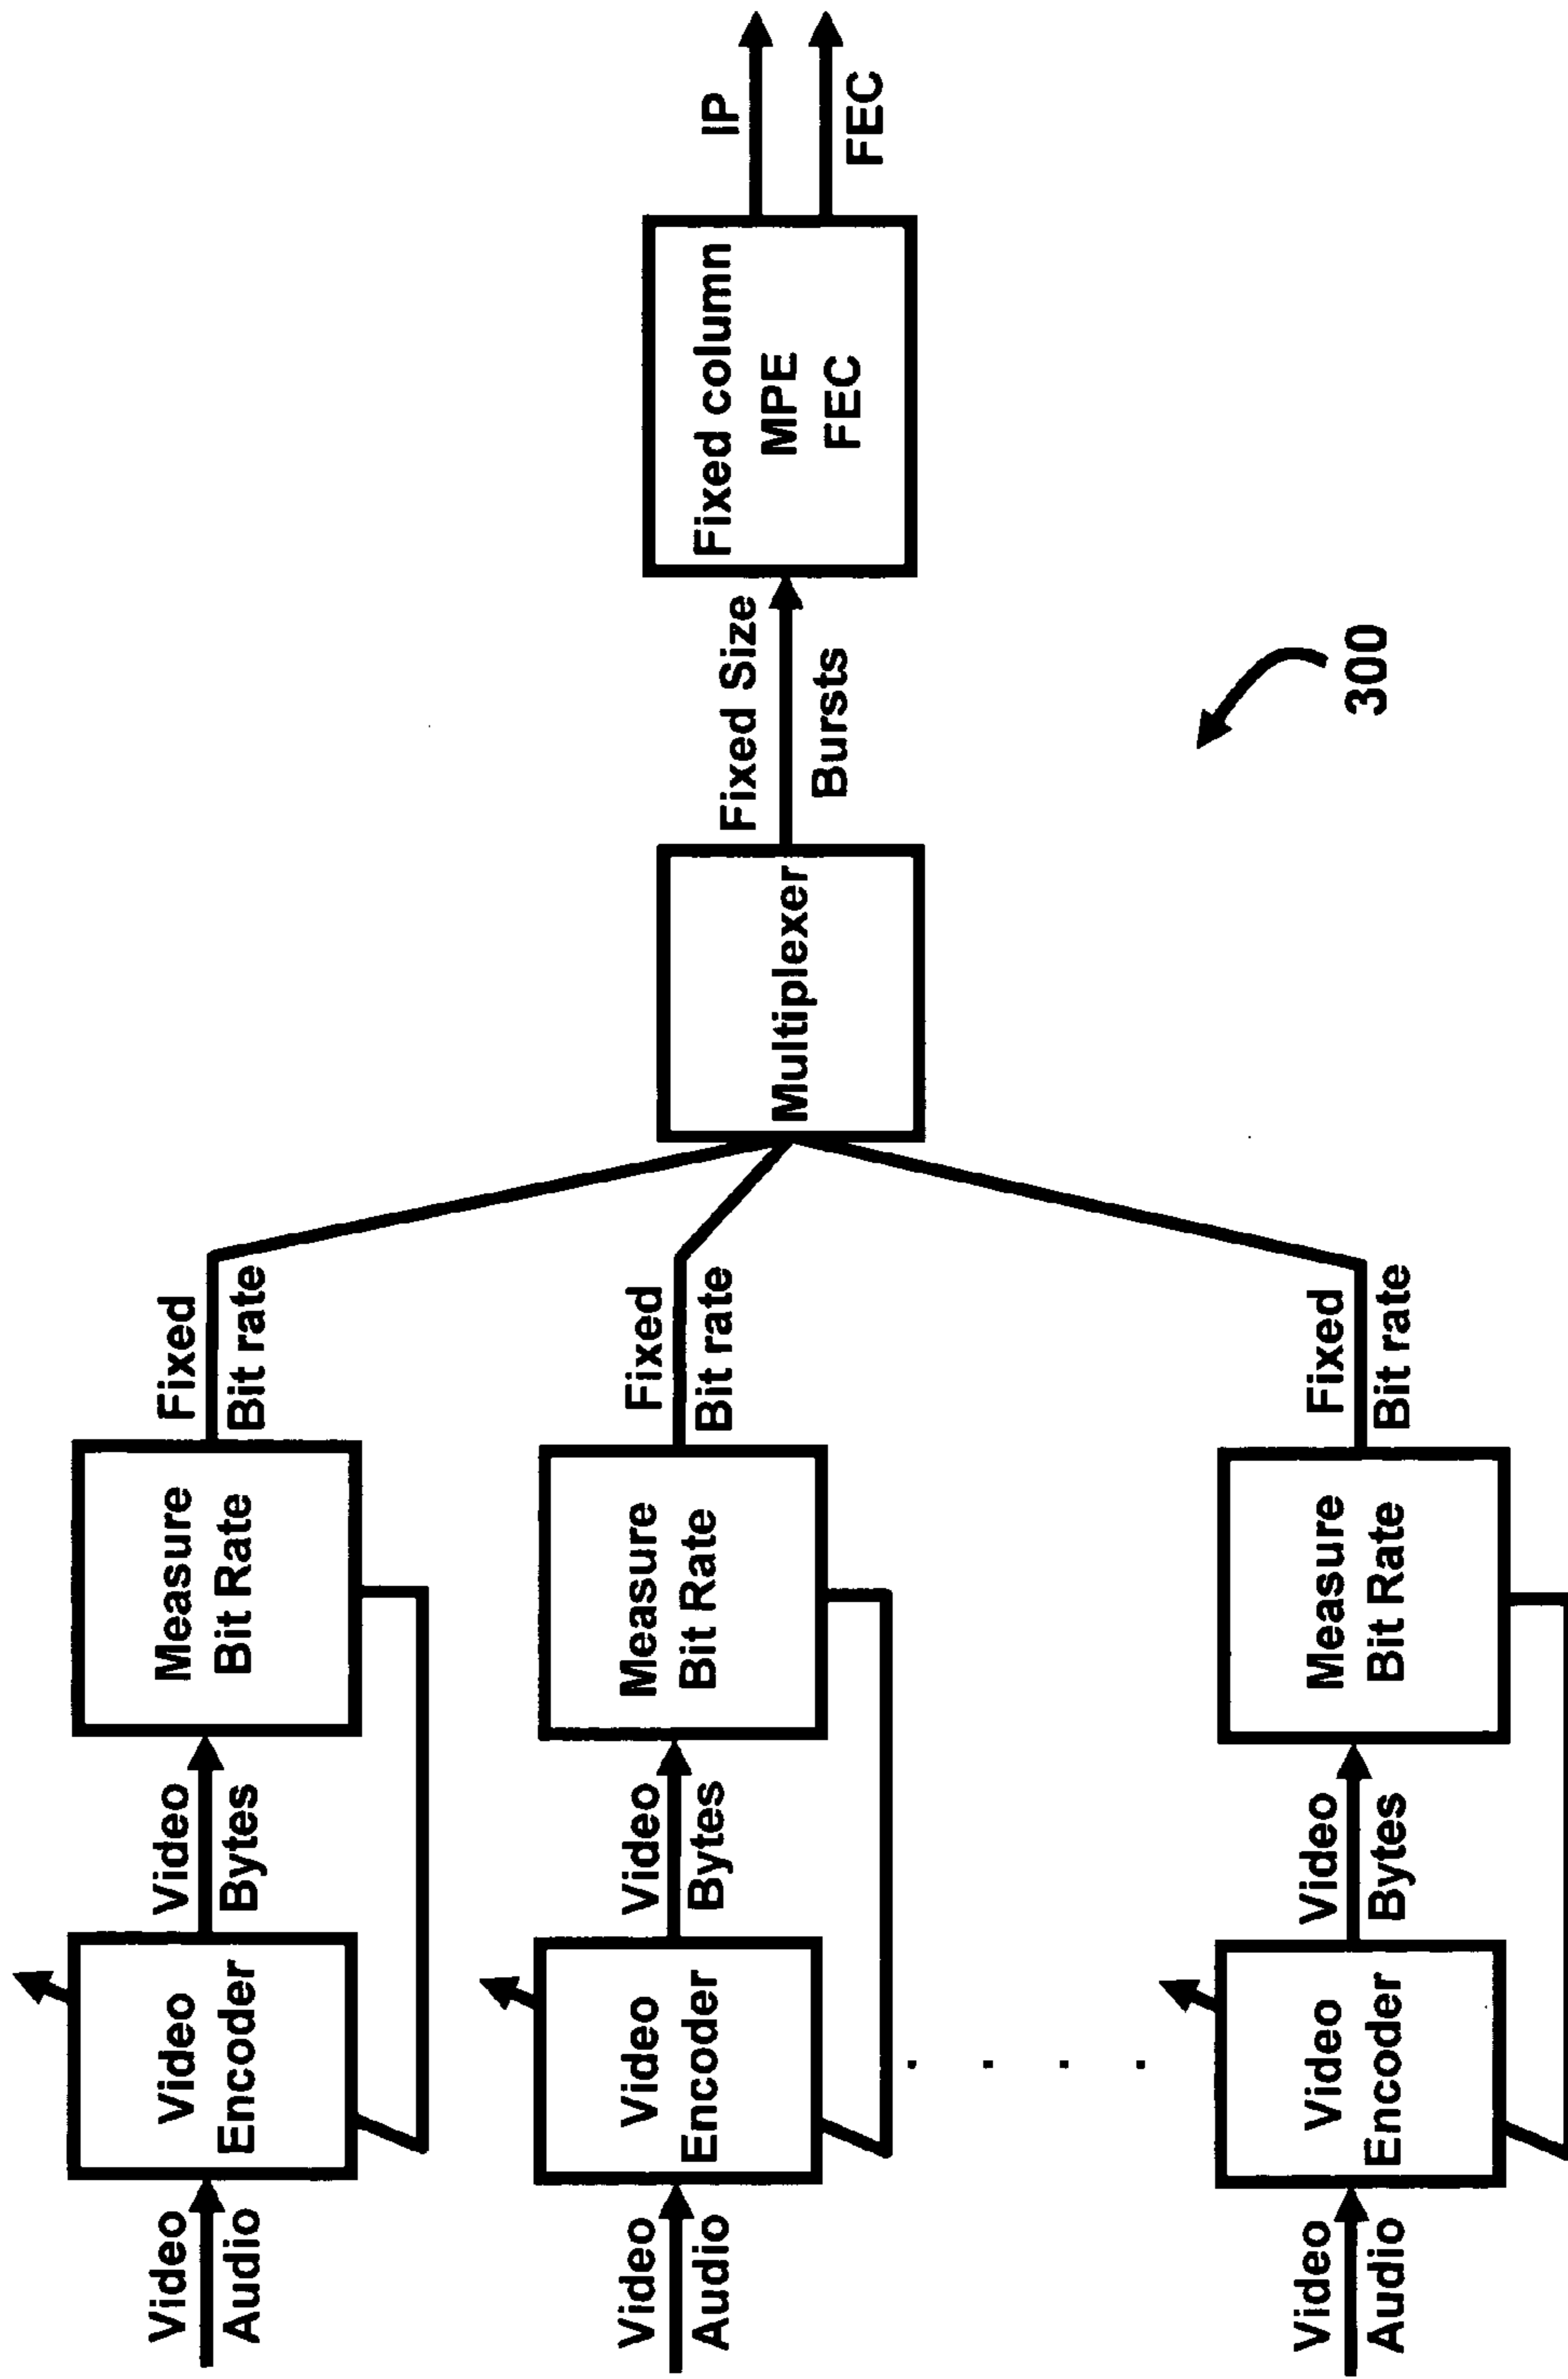 Video
Audio
Video
Encoder
Video
Bytes
Measure
Bit Rate
Fixed
Bit rate
Video
Audio
Video
Encoder
Video
Bytes
Measure
Bit Rate
Fixed
Bit rate
. . . .
Video
Audio
Video
Encoder
Video
Bytes
Measure
Bit Rate
Fixed
Bit rate
Multiplexer
Fixed Size
Bursts
Fixed column
MPE
FEC
IP
FEC
300